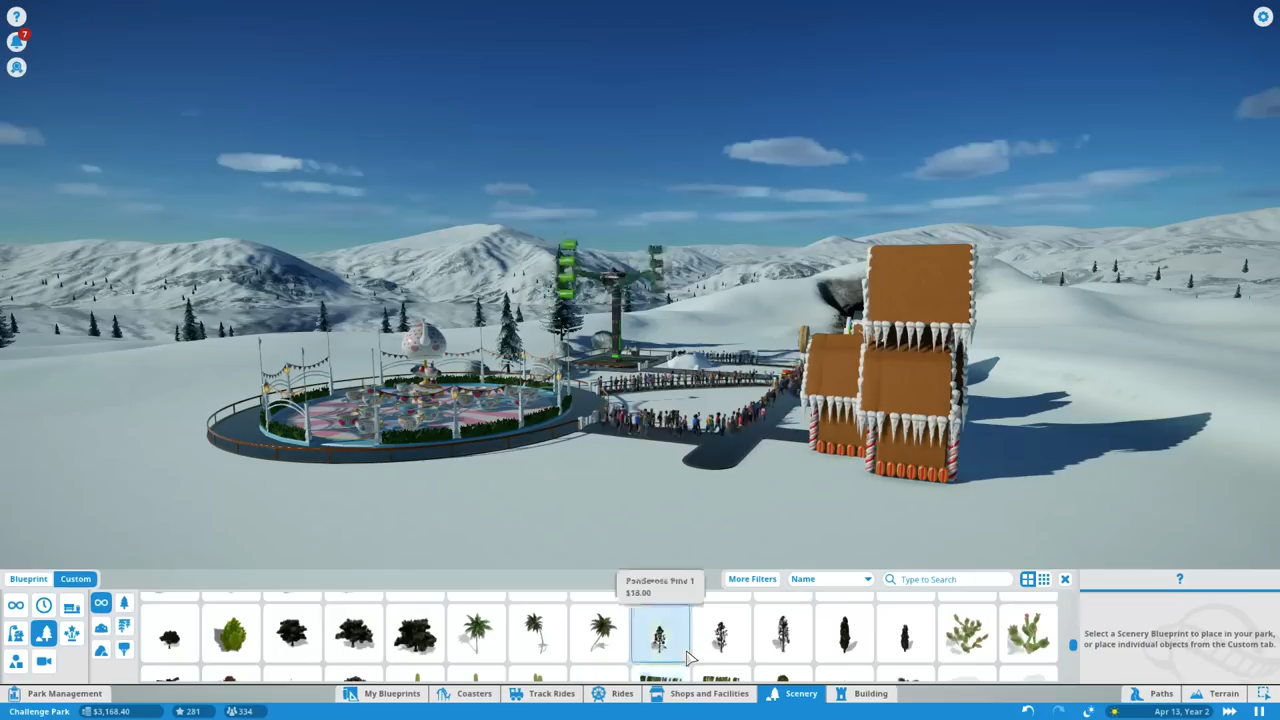 ?
7
Ponderosa Pine 1
$18.00
Blueprint
Custom
More Filters
Name
Type to Search
?
Select a Scenery Blueprint to place in your park,
or place individual objects from the Custom tab.
Park Management
My Blueprints
Coasters
Track Rides
Rides
Shops and Facilities
Scenery
Building
Paths
Terrain
Challenge Park
$3,168.40
281
334
Apr 13, Year 2